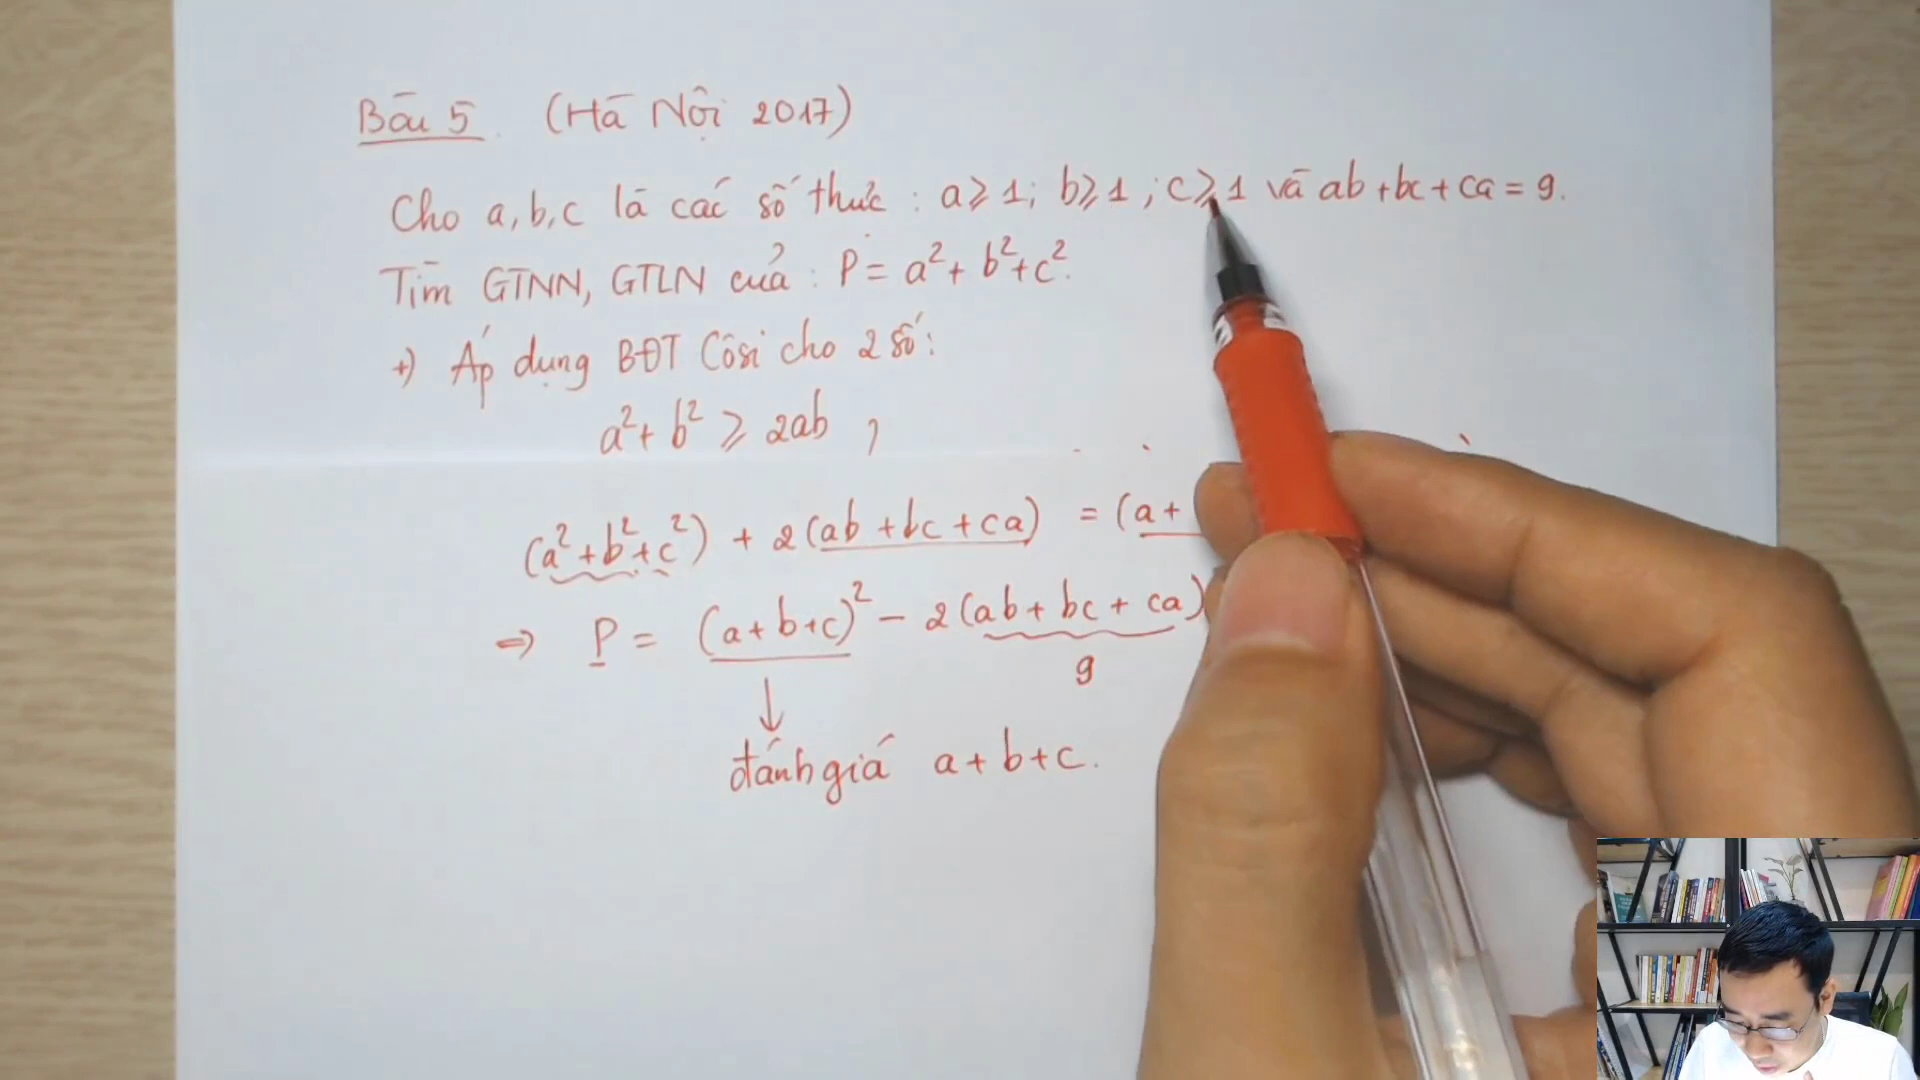 Bài 5 (Hà Nội 2017)
Cho a, b, c là các số thức : a ≥ 1; b ≥ 1 ; c ≥ 1 và ab + bc + ca = 9.
Tìm GTNN, GTLN của : P = a² + b² + c².
+) Áp dụng BĐT Côsi cho 2 số:
a² + b² ≥ 2ab ,
(a² + b² + c²) + 2(ab + bc + ca) = (a +
=> P = (a + b + c)² - 2(ab + bc + ca)
9
đánh giá a + b + c.